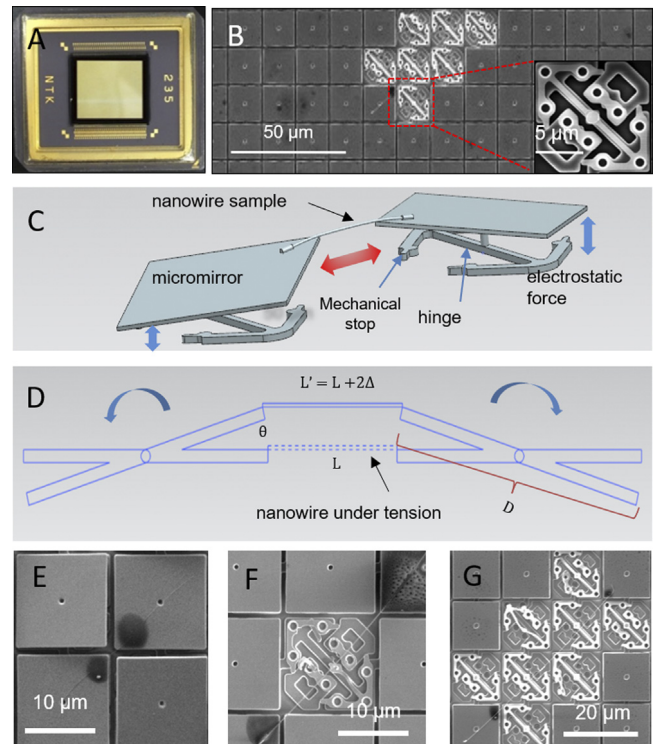 A
NTK
235
B
50 µm
5 µm
C
nanowire sample
micromirror
Mechanical
stop
hinge
electrostatic
force
D
L' = L + 2Δ
θ
L
D
nanowire under tension
E
10 µm
F
10 µm
G
20 µm